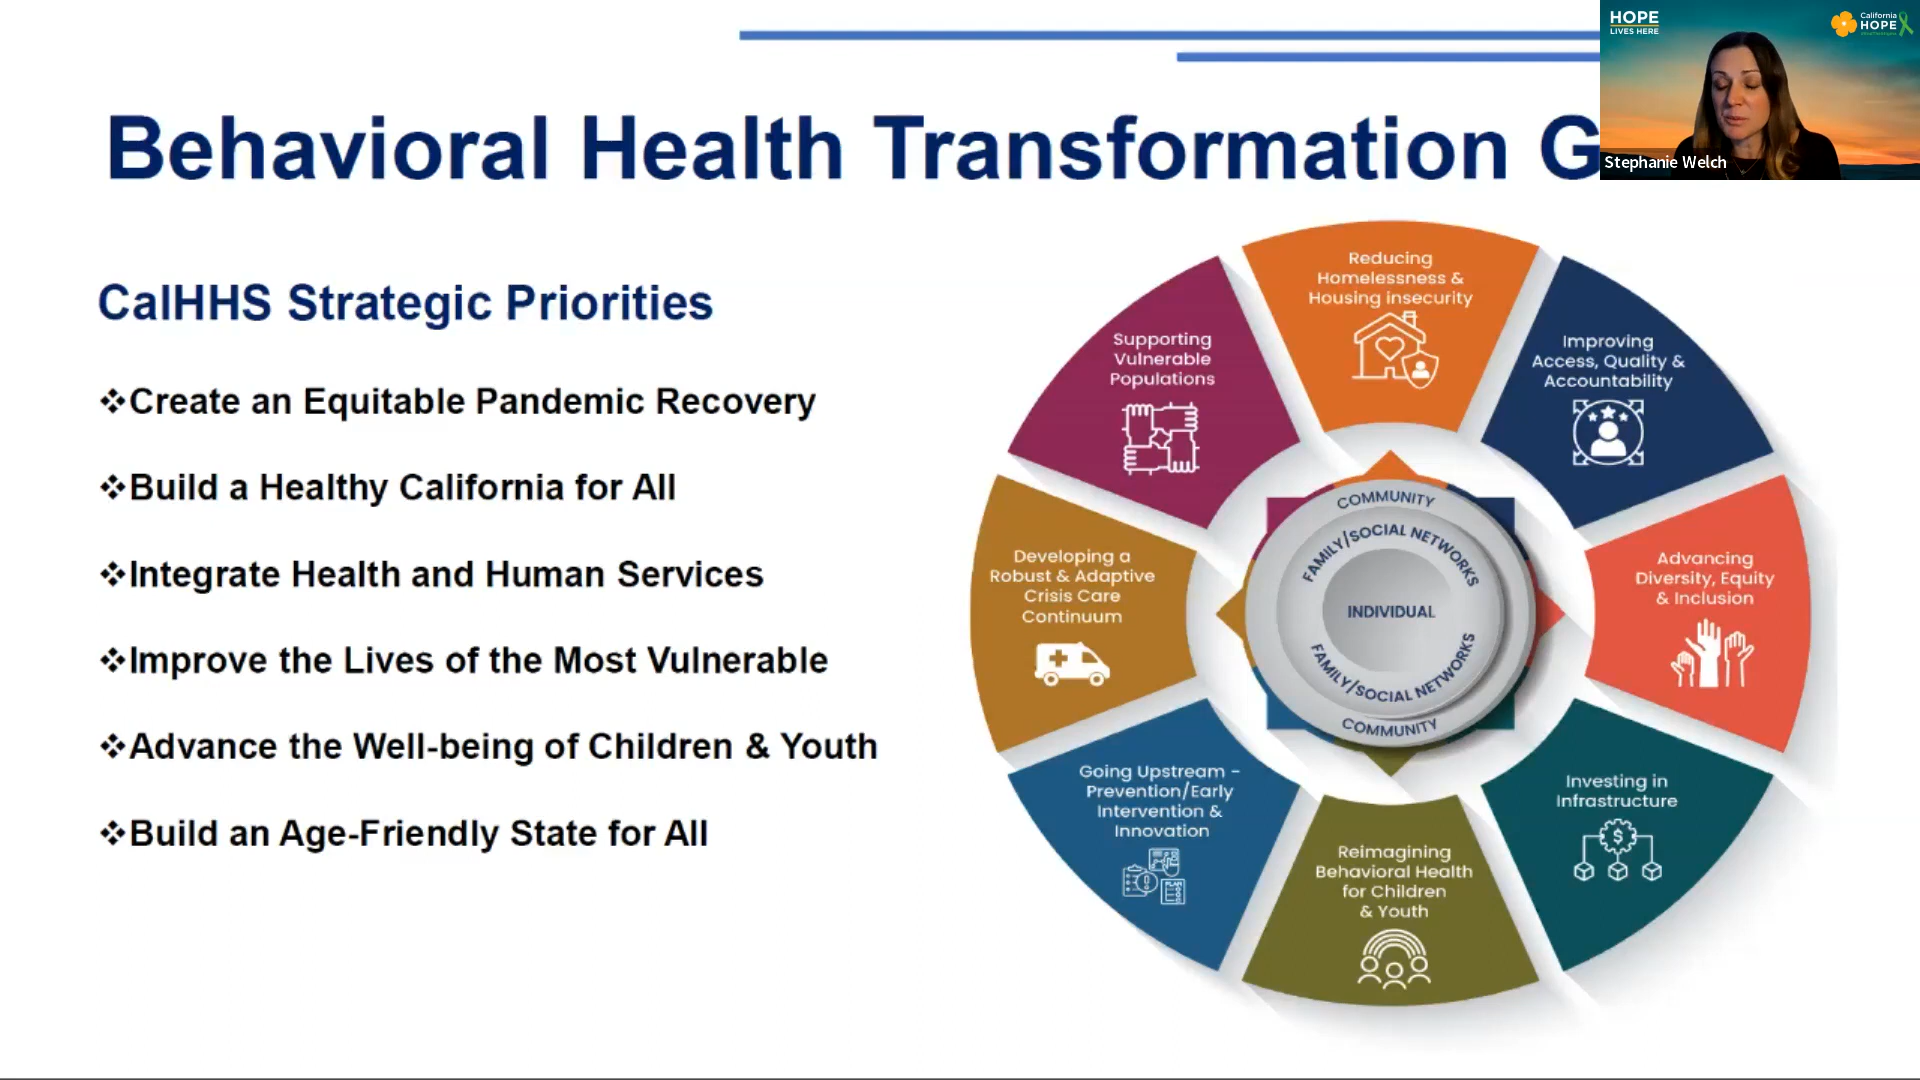 Behavioral Health Transformation G
HOPE
LIVES HERE
California
HOPE
Stephanie Welch
CalHHS Strategic Priorities
❖Create an Equitable Pandemic Recovery
❖Build a Healthy California for All
❖Integrate Health and Human Services
❖Improve the Lives of the Most Vulnerable
❖Advance the Well-being of Children & Youth
❖Build an Age-Friendly State for All
Reducing
Homelessness &
Housing insecurity
Improving
Access, Quality &
Accountability
Advancing
Diversity, Equity
& Inclusion
Investing in
Infrastructure
$
Reimagining
Behavioral Health
for Children
& Youth
Going Upstream -
Prevention/Early
Intervention &
Innovation
PLAN
Developing a
Robust & Adaptive
Crisis Care
Continuum
Supporting
Vulnerable
Populations
COMMUNITY
FAMILY/SOCIAL NETWORKS
INDIVIDUAL
FAMILY/SOCIAL NETWORKS
COMMUNITY